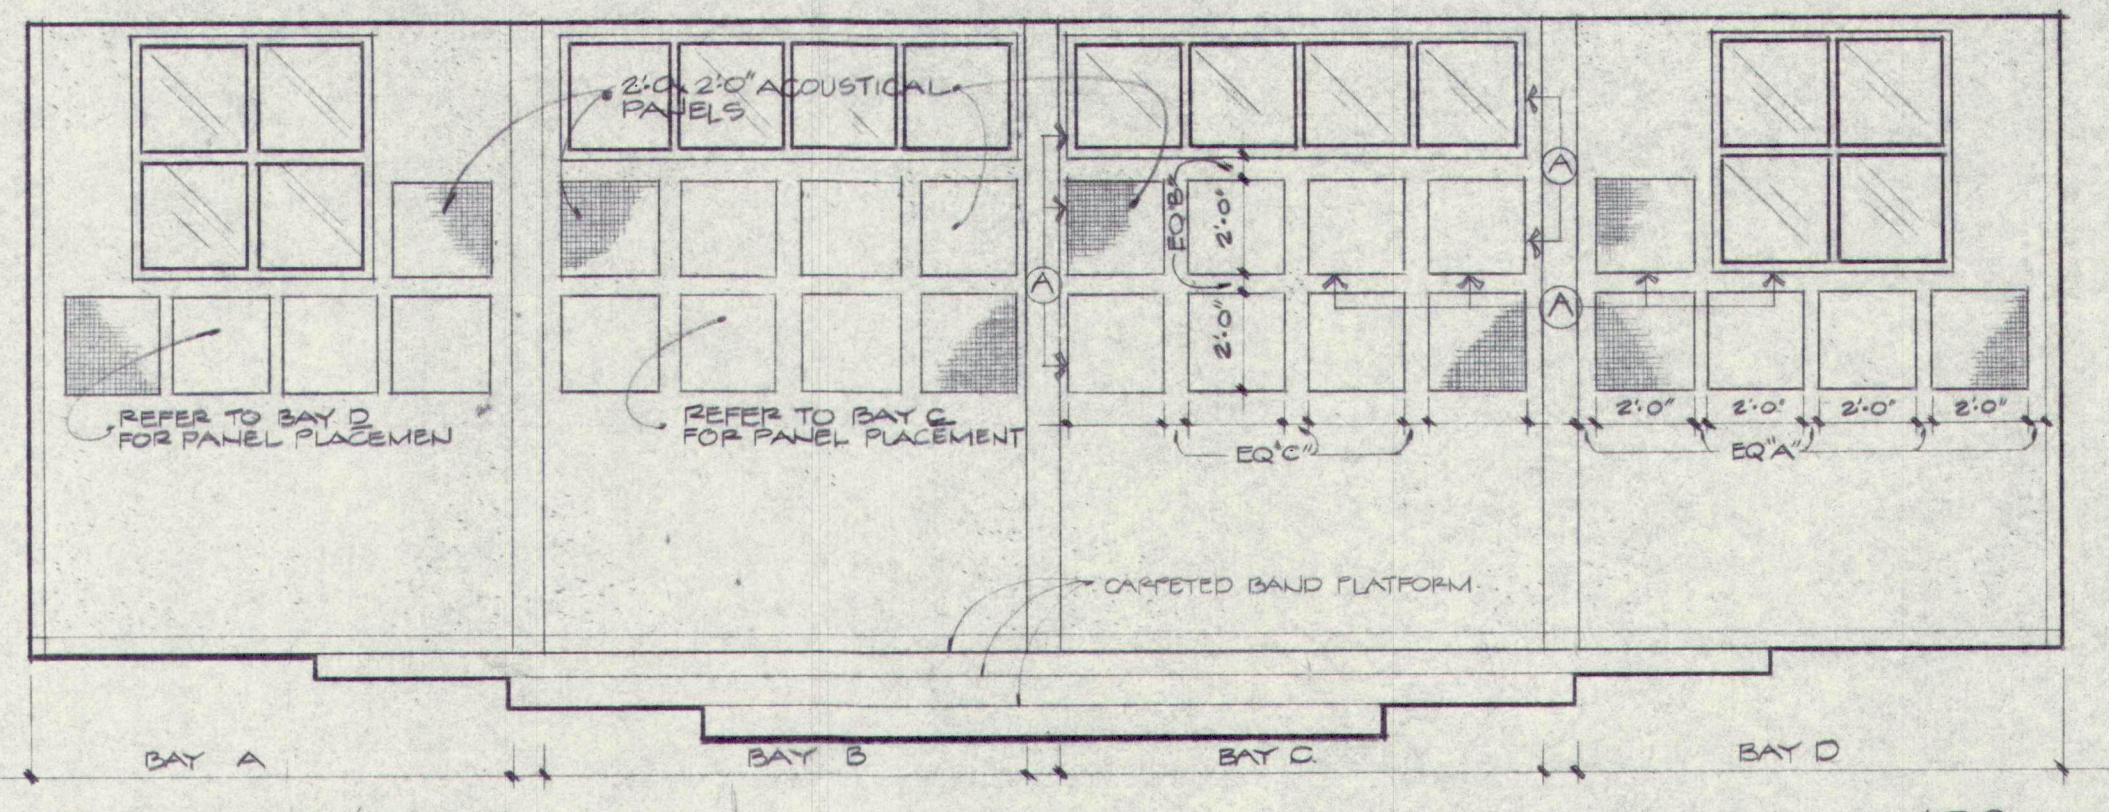 2'-0 x 2'-0" ACOUSTICAL
PANELS
A
A
A
EQ"B"
2'-0"
2'-0"
REFER TO BAY D
FOR PANEL PLACEMEN
REFER TO BAY C
FOR PANEL PLACEMENT
EQ"C"
2'-0"
2'-0"
2'-0"
2'-0"
EQ"A"
CARPETED BAND PLATFORM
BAY A
BAY B
BAY C
BAY D